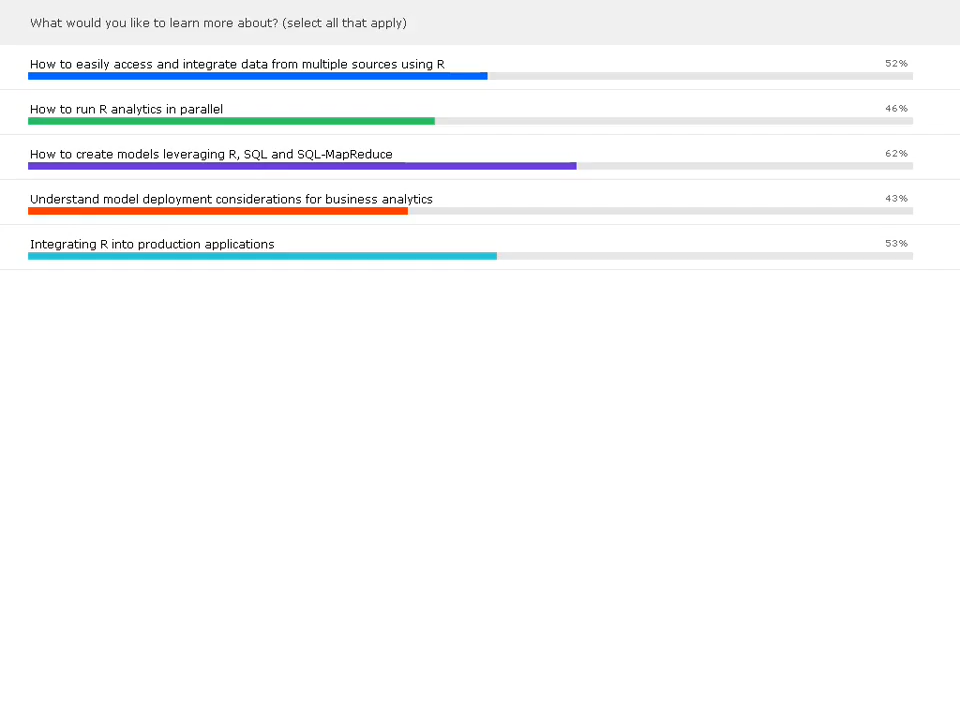 What would you like to learn more about? (select all that apply)
How to easily access and integrate data from multiple sources using R
52%
How to run R analytics in parallel
46%
How to create models leveraging R, SQL and SQL-MapReduce
62%
Understand model deployment considerations for business analytics
43%
Integrating R into production applications
53%